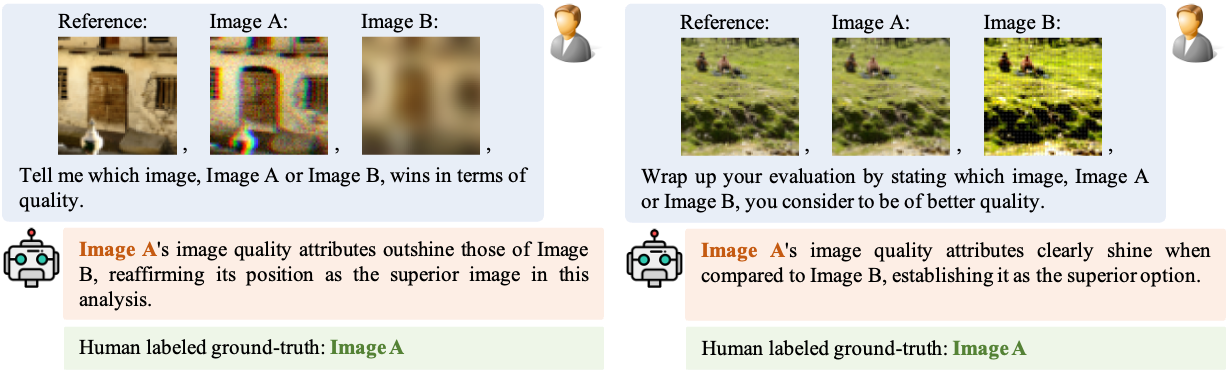 Reference: Image A: Image B:
, , ,
Tell me which image, Image A or Image B, wins in terms of
quality.
Image A's image quality attributes outshine those of Image
B, reaffirming its position as the superior image in this
analysis.
Human labeled ground-truth: Image A
Reference: Image A: Image B:
, , ,
Wrap up your evaluation by stating which image, Image A
or Image B, you consider to be of better quality.
Image A's image quality attributes clearly shine when
compared to Image B, establishing it as the superior option.
Human labeled ground-truth: Image A